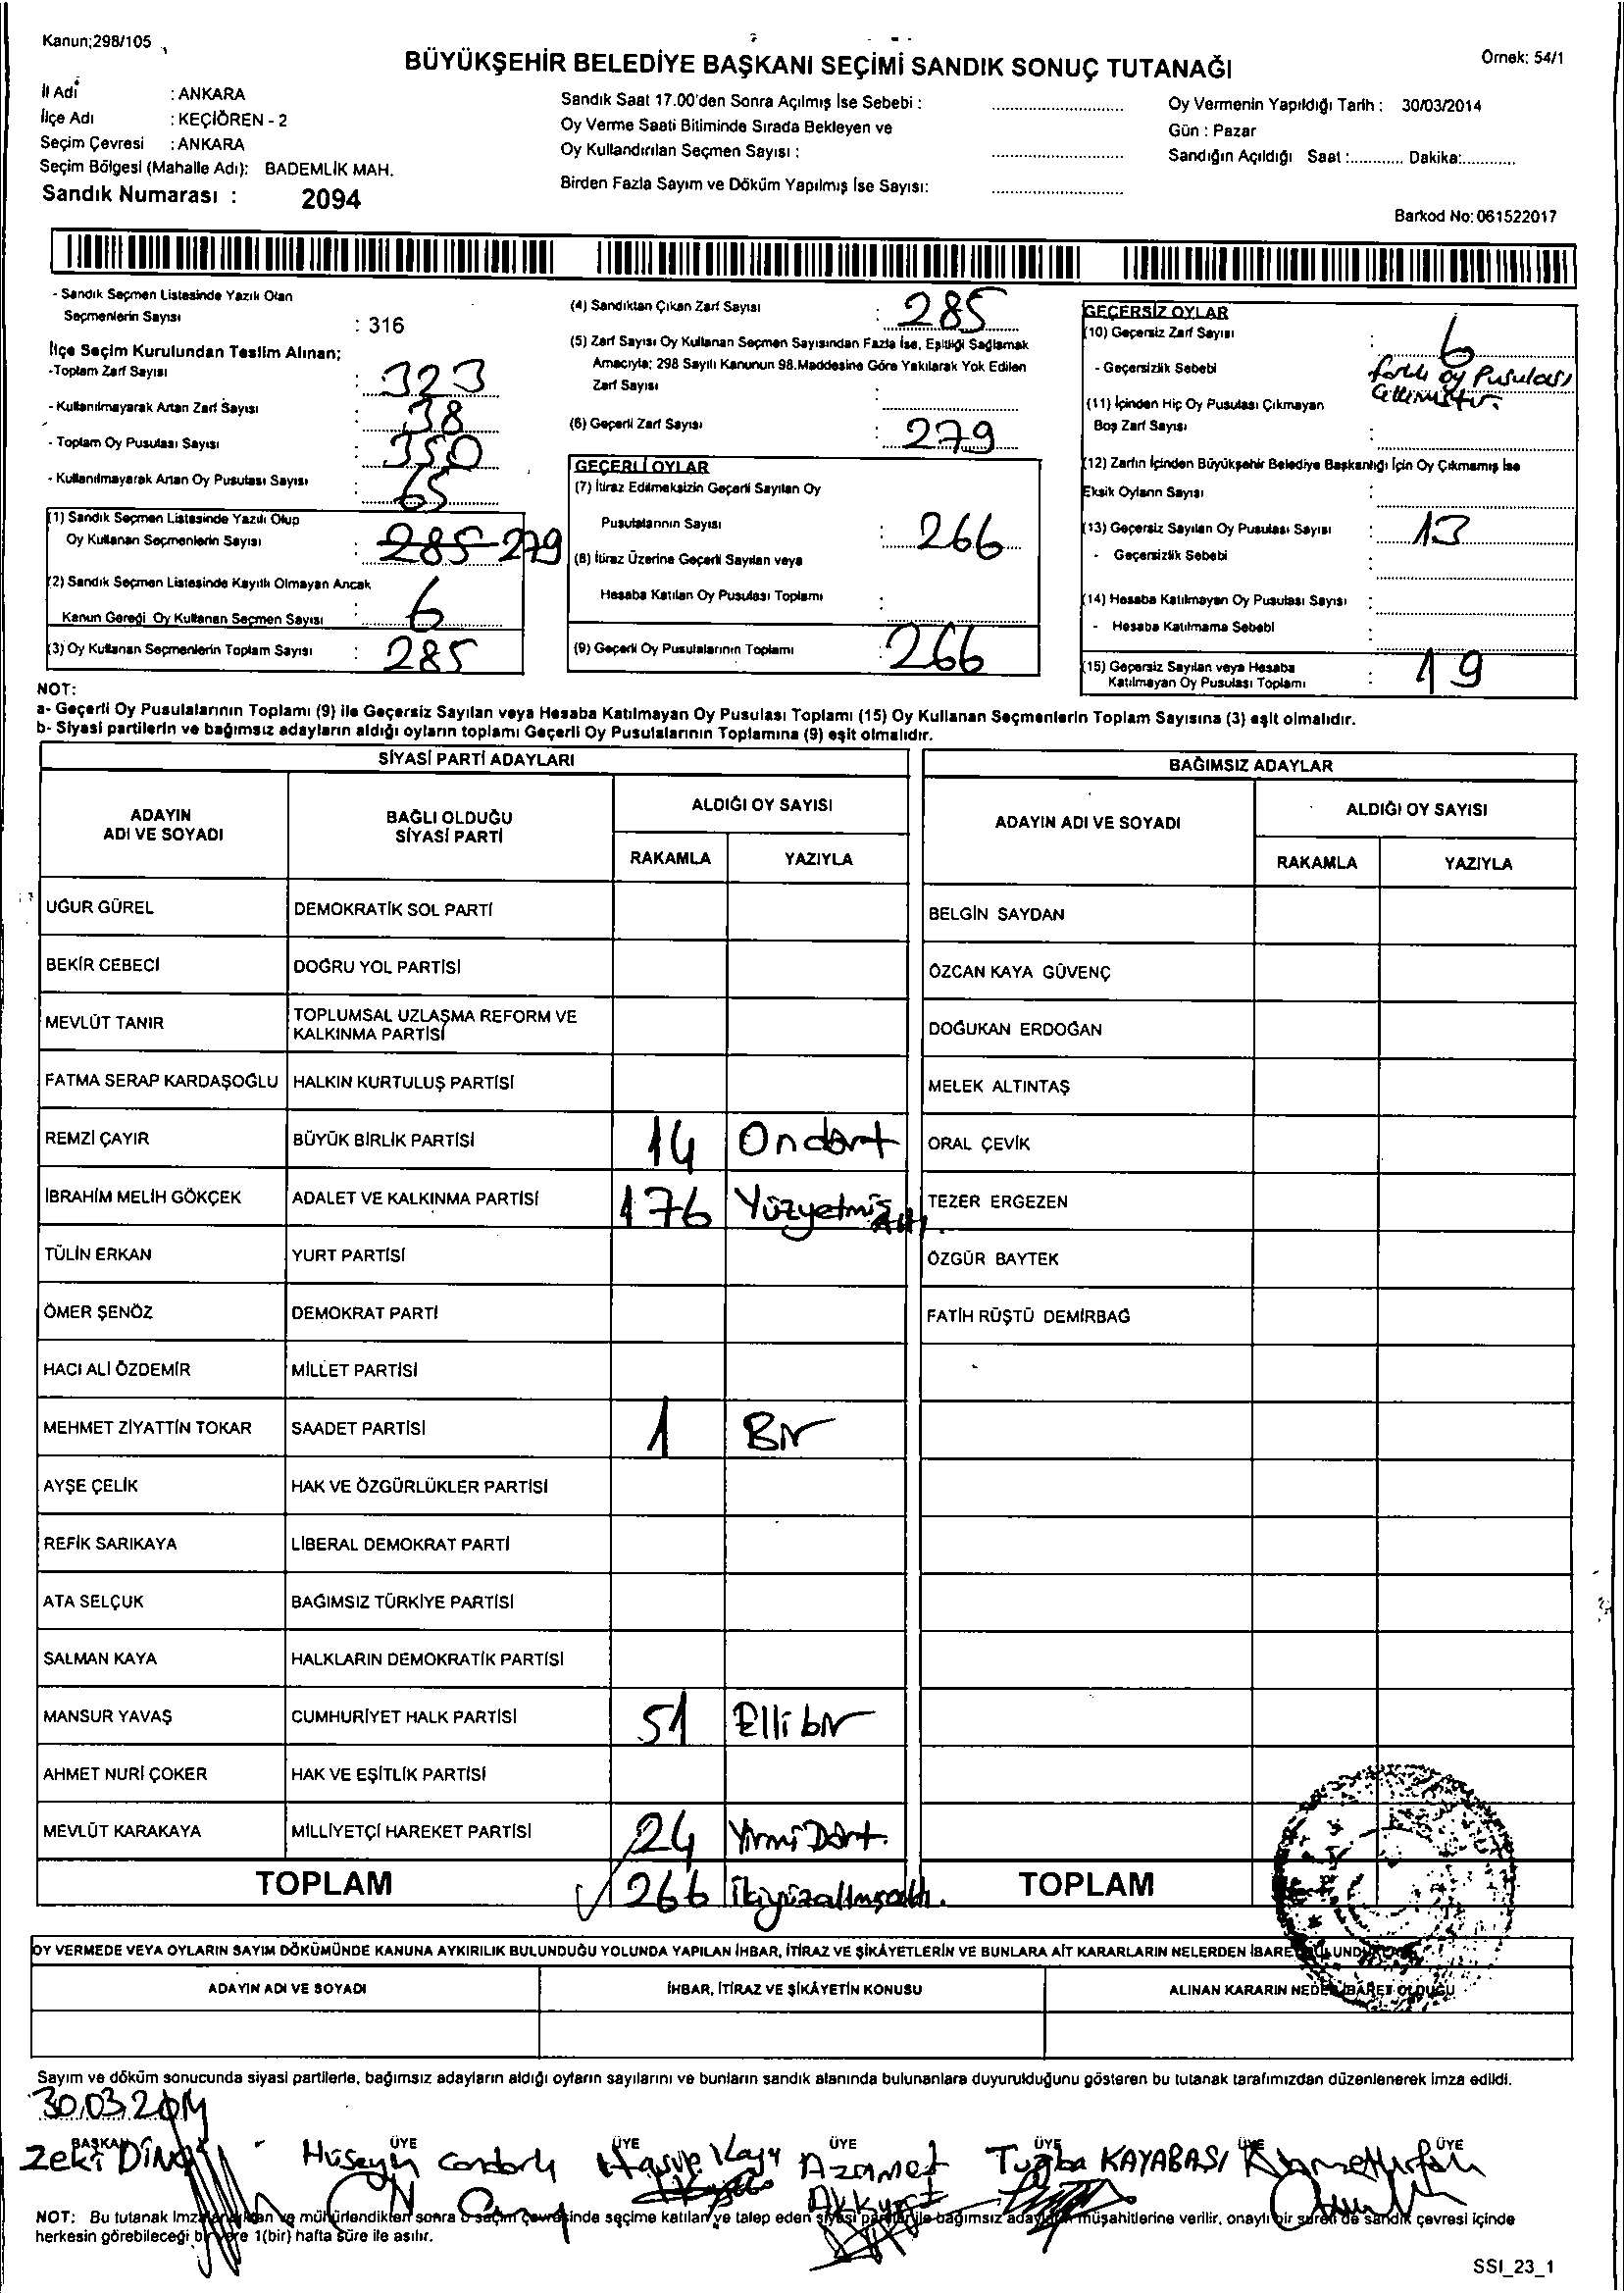 Kanun;298/105
BÜYÜKŞEHİR BELEDİYE BAŞKANI SEÇİMİ SANDIK SONUÇ TUTANAĞI
Örnek: 54/1
İl Adı : ANKARA
İlçe Adı : KEÇİÖREN - 2
Seçim Çevresi : ANKARA
Seçim Bölgesi (Mahalle Adı): BADEMLİK MAH.
Sandık Numarası : 2094
Sandık Saat 17.00'den Sonra Açılmış İse Sebebi :
Oy Verme Saati Bitiminde Sırada Bekleyen ve
Oy Kullandırılan Seçmen Sayısı :
Birden Fazla Sayım ve Döküm Yapılmış İse Sayısı:
Oy Vermenin Yapıldığı Tarih : 30/03/2014
Gün : Pazar
Sandığın Açıldığı Saat :............ Dakika:............
Barkod No: 061522017
- Sandık Seçmen Listesinde Yazılı Olan
Seçmenlerin Sayısı : 316
İlçe Seçim Kurulundan Teslim Alınan;
-Toplam Zarf Sayısı : 323
- Kullanılmayarak Artan Zarf Sayısı : 38
- Toplam Oy Pusulası Sayısı : 350
- Kullanılmayarak Artan Oy Pusulası Sayısı : 65
(1) Sandık Seçmen Listesinde Yazılı Olup
Oy Kullanan Seçmenlerin Sayısı : 285 279
(2) Sandık Seçmen Listesinde Kayıtlı Olmayan Ancak
Kanun Gereği Oy Kullanan Seçmen Sayısı : 6
(3) Oy Kullanan Seçmenlerin Toplam Sayısı : 285
(4) Sandıktan Çıkan Zarf Sayısı : 285
(5) Zarf Sayısı Oy Kullanan Seçmen Sayısından Fazla İse, Eşitliği Sağlamak
Amacıyla; 298 Sayılı Kanunun 98.Maddesine Göre Yakılarak Yok Edilen
Zarf Sayısı :
(6) Geçerli Zarf Sayısı : 279
GEÇERLİ OYLAR
(7) İtiraz Edilmeksizin Geçerli Sayılan Oy
Pusulalarının Sayısı : 266
(8) İtiraz Üzerine Geçerli Sayılan veya
Hesaba Katılan Oy Pusulası Toplamı :
(9) Geçerli Oy Pusulalarının Toplamı : 266
GEÇERSİZ OYLAR
(10) Geçersiz Zarf Sayısı : 6
- Geçersizlik Sebebi : farklı oy Pusulası
(11) İçinden Hiç Oy Pusulası Çıkmayan
Boş Zarf Sayısı :
(12) Zarfın İçinden Büyükşehir Belediye Başkanlığı İçin Oy Çıkmamış İse
Eksik Oyların Sayısı :
(13) Geçersiz Sayılan Oy Pusulası Sayısı : 13
- Geçersizlik Sebebi :
(14) Hesaba Katılmayan Oy Pusulası Sayısı :
- Hesaba Katılmama Sebebi :
(15) Geçersiz Sayılan veya Hesaba
Katılmayan Oy Pusulası Toplamı : 19
NOT:
a- Geçerli Oy Pusulalarının Toplamı (9) ile Geçersiz Sayılan veya Hesaba Katılmayan Oy Pusulası Toplamı (15) Oy Kullanan Seçmenlerin Toplam Sayısına (3) eşit olmalıdır.
b- Siyasi partilerin ve bağımsız adayların aldığı oyların toplamı Geçerli Oy Pusulalarının Toplamına (9) eşit olmalıdır.
SİYASİ PARTİ ADAYLARI
BAĞIMSIZ ADAYLAR
ADAYIN ADI VE SOYADI
BAĞLI OLDUĞU SİYASİ PARTİ
ALDIĞI OY SAYISI
RAKAMLA YAZIYLA
ADAYIN ADI VE SOYADI
ALDIĞI OY SAYISI
RAKAMLA YAZIYLA
UĞUR GÜREL DEMOKRATİK SOL PARTİ BELGİN SAYDAN
BEKİR CEBECİ DOĞRU YOL PARTİSİ ÖZCAN KAYA GÜVENÇ
MEVLÜT TANIR TOPLUMSAL UZLAŞMA REFORM VE KALKINMA PARTİSİ DOĞUKAN ERDOĞAN
FATMA SERAP KARDAŞOĞLU HALKIN KURTULUŞ PARTİSİ MELEK ALTINTAŞ
REMZİ ÇAYIR BÜYÜK BİRLİK PARTİSİ 14 Ondört ORAL ÇEVİK
İBRAHİM MELİH GÖKÇEK ADALET VE KALKINMA PARTİSİ 176 Yüzyetmiş Altı TEZER ERGEZEN
TÜLİN ERKAN YURT PARTİSİ ÖZGÜR BAYTEK
ÖMER ŞENÖZ DEMOKRAT PARTİ FATİH RÜŞTÜ DEMİRBAĞ
HACI ALİ ÖZDEMİR MİLLET PARTİSİ
MEHMET ZİYATTİN TOKAR SAADET PARTİSİ 1 Bir
AYŞE ÇELİK HAK VE ÖZGÜRLÜKLER PARTİSİ
REFİK SARIKAYA LİBERAL DEMOKRAT PARTİ
ATA SELÇUK BAĞIMSIZ TÜRKİYE PARTİSİ
SALMAN KAYA HALKLARIN DEMOKRATİK PARTİSİ
MANSUR YAVAŞ CUMHURİYET HALK PARTİSİ 51 Elli bir
AHMET NURİ ÇOKER HAK VE EŞİTLİK PARTİSİ
MEVLÜT KARAKAYA MİLLİYETÇİ HAREKET PARTİSİ 24 Yirmi Dört.
TOPLAM 266 ikiyüzaltmışaltı. TOPLAM
OY VERMEDE VEYA OYLARIN SAYIM DÖKÜMÜNDE KANUNA AYKIRILIK BULUNDUĞU YOLUNDA YAPILAN İHBAR, İTİRAZ VE ŞİKÂYETLERİN VE BUNLARA AİT KARARLARIN NELERDEN İBARET
ADAYIN ADI VE SOYADI
İHBAR, İTİRAZ VE ŞİKÂYETİN KONUSU
ALINAN KARARIN NEDEN İBARET OLDUĞU
Sayım ve döküm sonucunda siyasi partilerle, bağımsız adayların aldığı oyların sayılarını ve bunların sandık alanında bulunanlara duyurulduğunu gösteren bu tutanak tarafımızdan düzenlenerek imza edildi.
30.03.2014
BAŞKAN ÜYE ÜYE ÜYE ÜYE ÜYE ÜYE
Zeki Hüseyin Azamet Akkurt Tuğba KAYABAŞI
NOT: Bu tutanak imzalandıktan ve mühürlendikten sonra o seçim çevresinde seçime katılan ve talep eden siyasi partiler ile bağımsız adayların müşahitlerine verilir, onaylı bir sureti de sandık çevresi içinde
herkesin görebileceği bir yere 1(bir) hafta süre ile asılır.
SSI_23_1